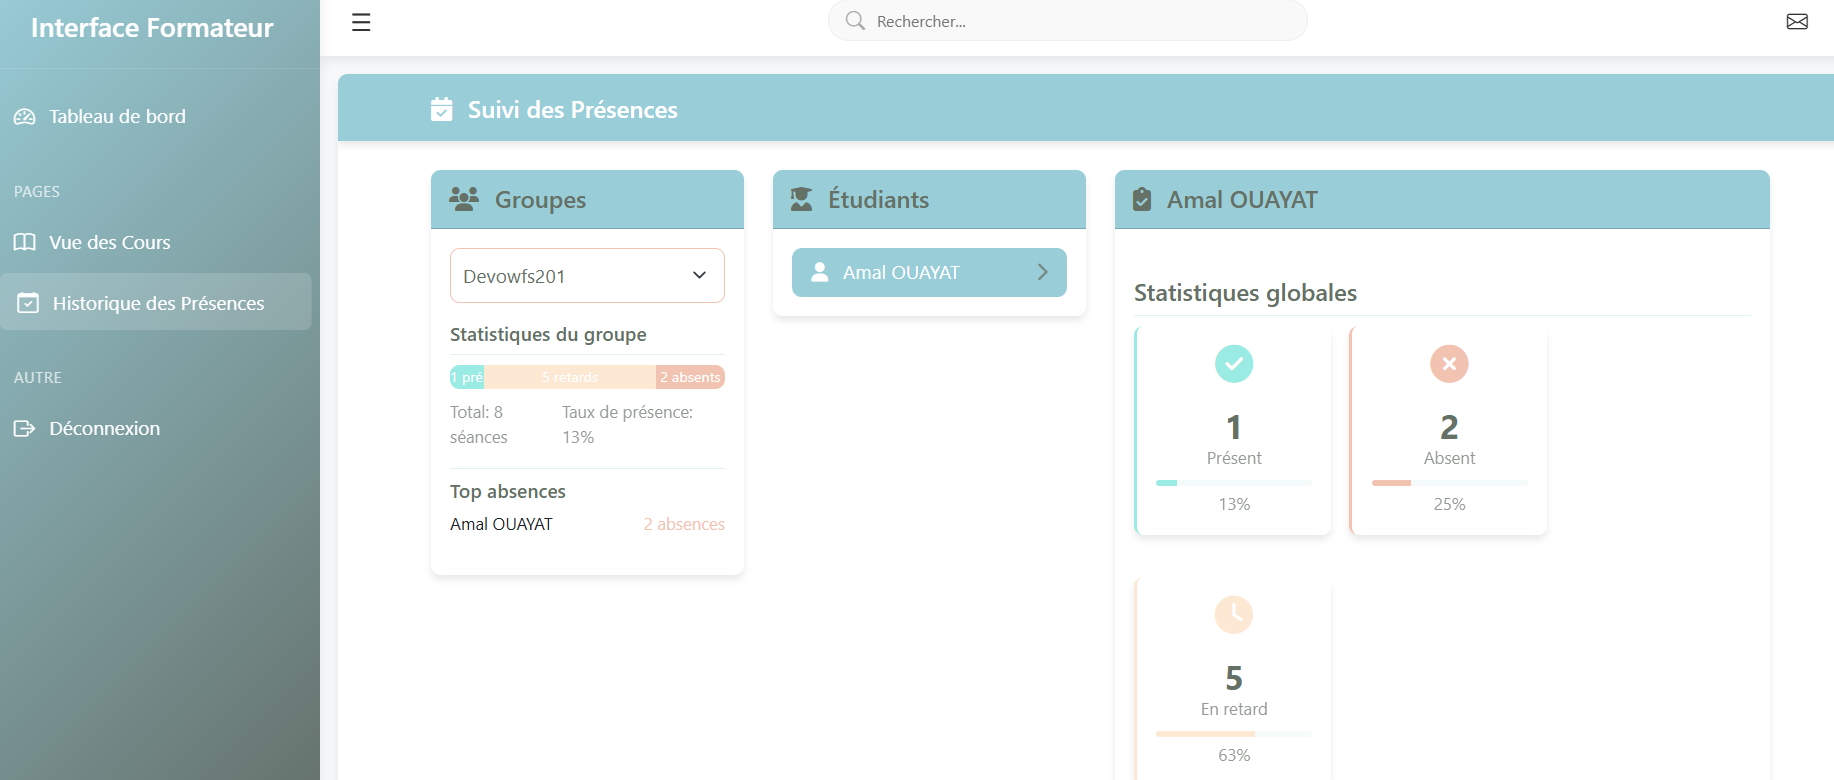 Interface Formateur
Tableau de bord
PAGES
Vue des Cours
Historique des Présences
AUTRE
Déconnexion
Rechercher...
Suivi des Présences
Groupes
Devowfs201
Statistiques du groupe
1 pré
5 retards
2 absents
Total: 8
séances
Taux de présence:
13%
Top absences
Amal OUAYAT
2 absences
Étudiants
Amal OUAYAT
Amal OUAYAT
Statistiques globales
1
Présent
13%
2
Absent
25%
5
En retard
63%